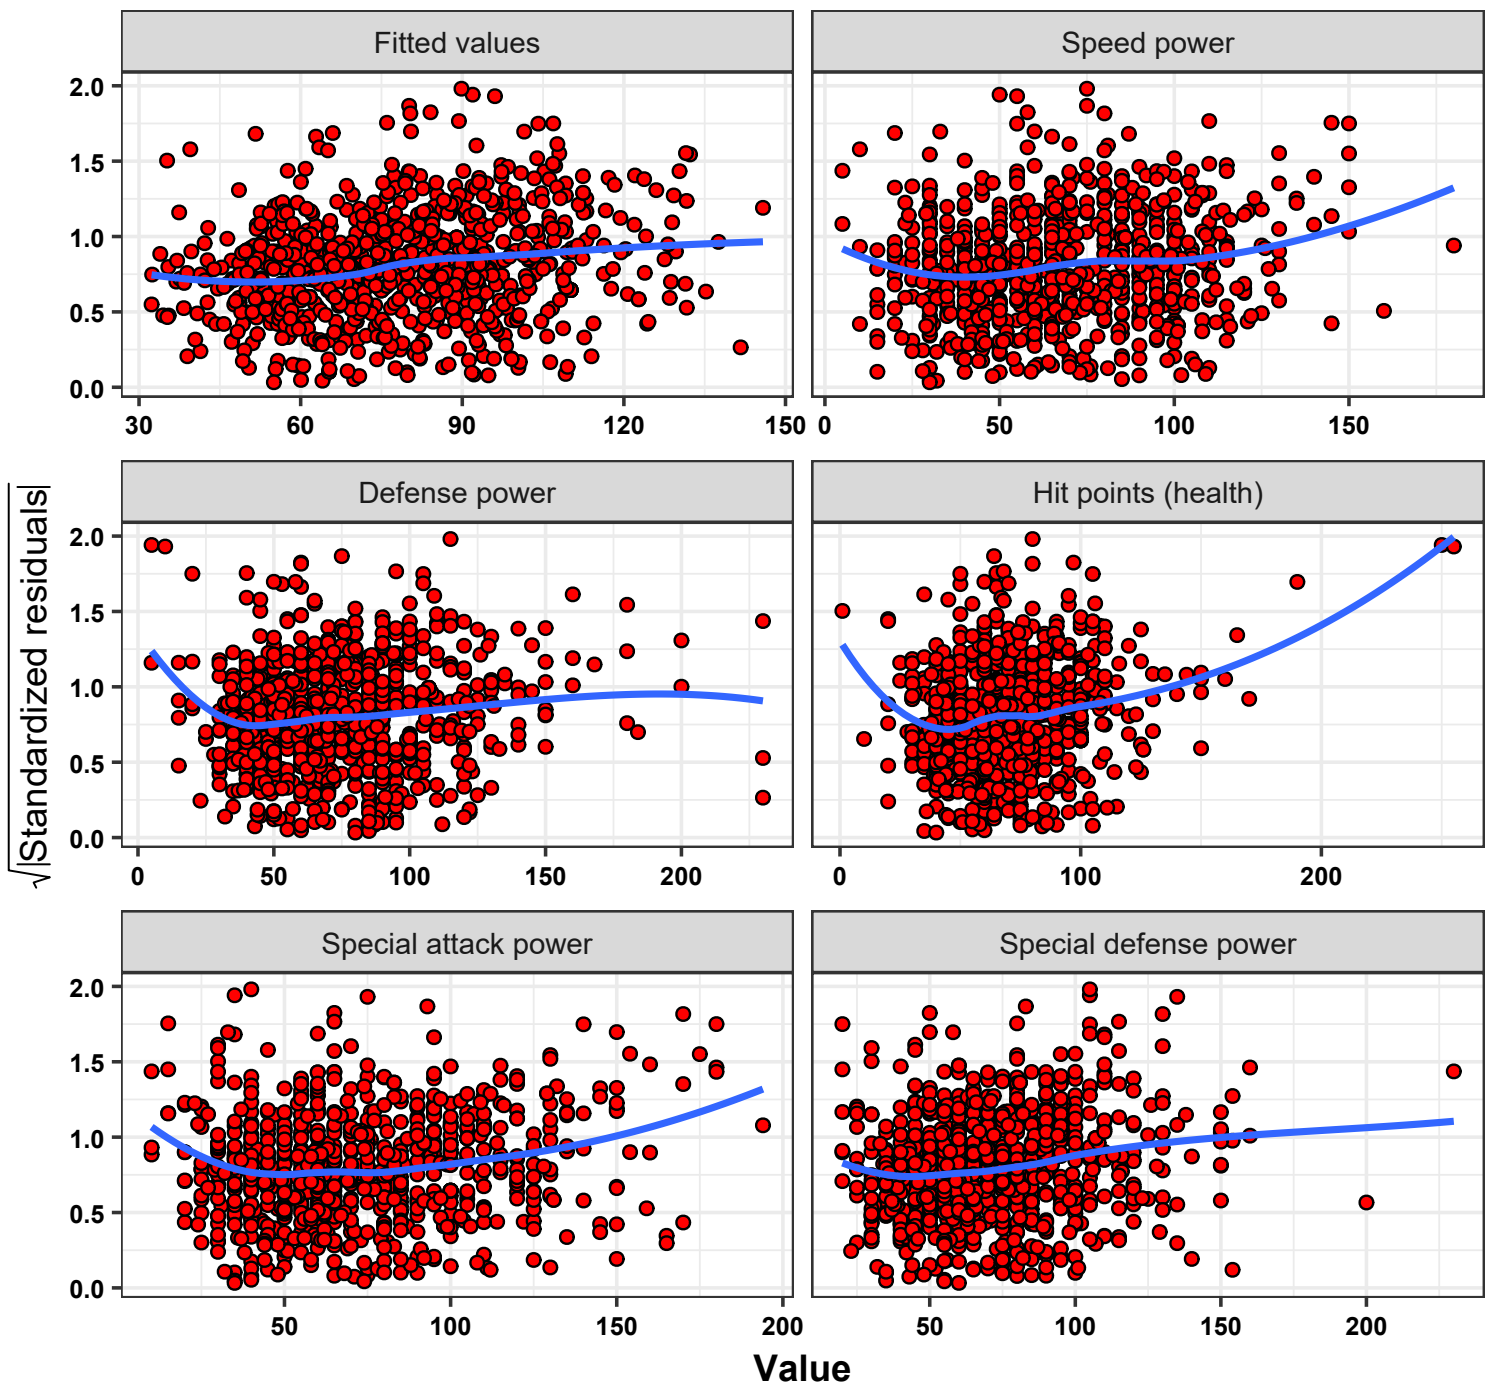 Fitted values
Speed power
2.0
1.5
1.0
0.5
0.0
30 60 90 120 150
0 50 100 150
Defense power
Hit points (health)
2.0
1.5
1.0
0.5
0.0
0 50 100 150 200
0 100 200
Special attack power
Special defense power
2.0
1.5
1.0
0.5
0.0
50 100 150 200
50 100 150 200
√|Standardized residuals|
Value